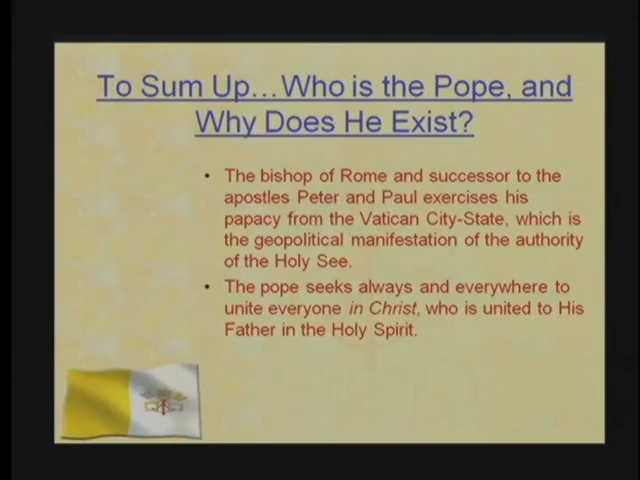 To Sum Up…Who is the Pope, and
Why Does He Exist?
• The bishop of Rome and successor to the
apostles Peter and Paul exercises his
papacy from the Vatican City-State, which is
the geopolitical manifestation of the authority
of the Holy See.
• The pope seeks always and everywhere to
unite everyone in Christ, who is united to His
Father in the Holy Spirit.